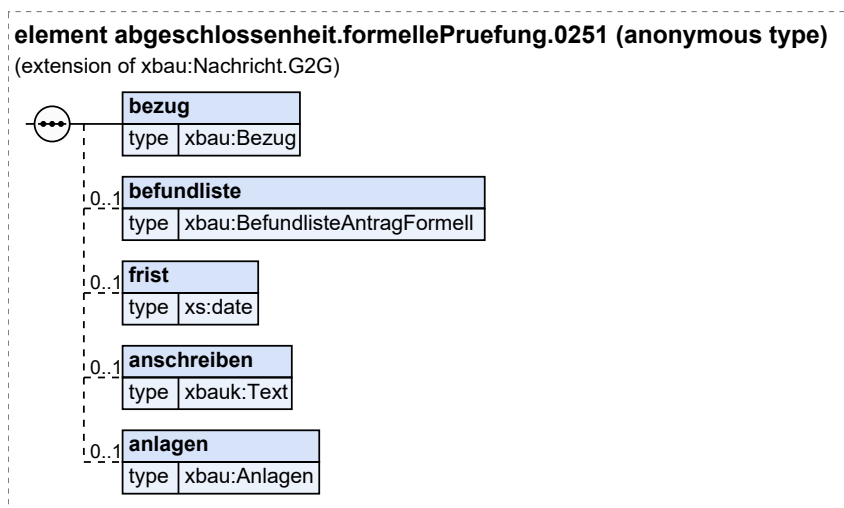 element abgeschlossenheit.formellePruefung.0251 (anonymous type)
(extension of xbau:Nachricht.G2G)
bezug
type xbau:Bezug
0..1 befundliste
type xbau:BefundlisteAntragFormell
0..1 frist
type xs:date
0..1 anschreiben
type xbauk:Text
0..1 anlagen
type xbau:Anlagen